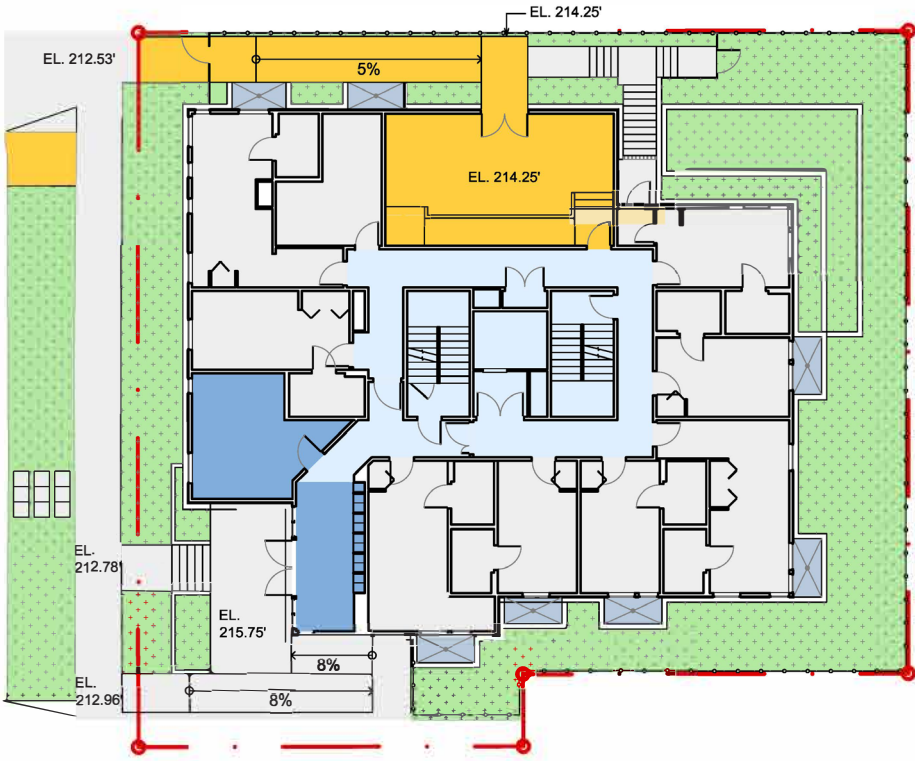 EL. 214.25'
EL. 212.53'
5%
EL. 214.25'
EL.
212.78'
EL.
215.75'
8%
EL.
212.96'
8%